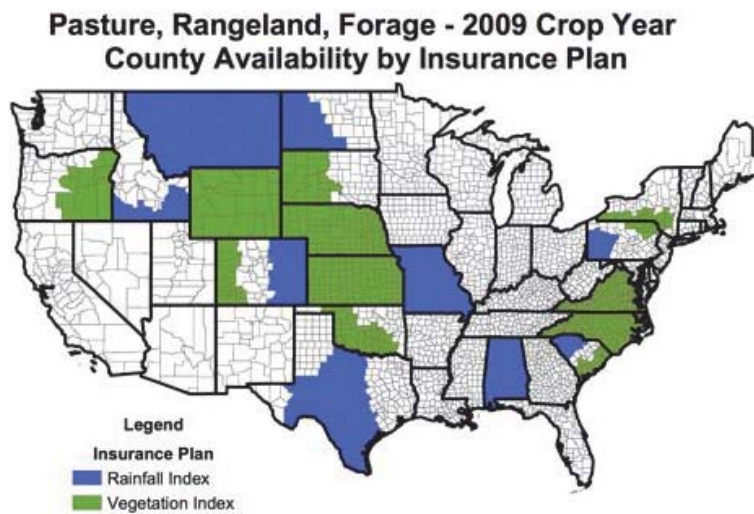 Pasture, Rangeland, Forage - 2009 Crop Year
County Availability by Insurance Plan
Legend
Insurance Plan
Rainfall Index
Vegetation Index